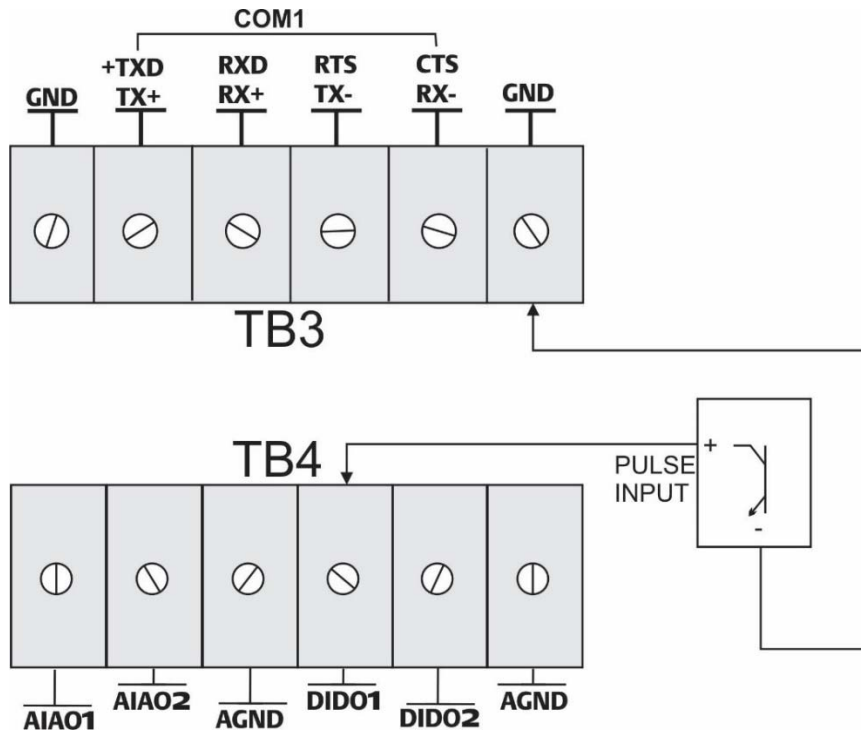 COM1
+TXD RXD RTS CTS
GND TX+ RX+ TX- RX- GND
TB3
TB4
+
PULSE
INPUT
-
AIAO1 AIAO2 AGND DIDO1 DIDO2 AGND